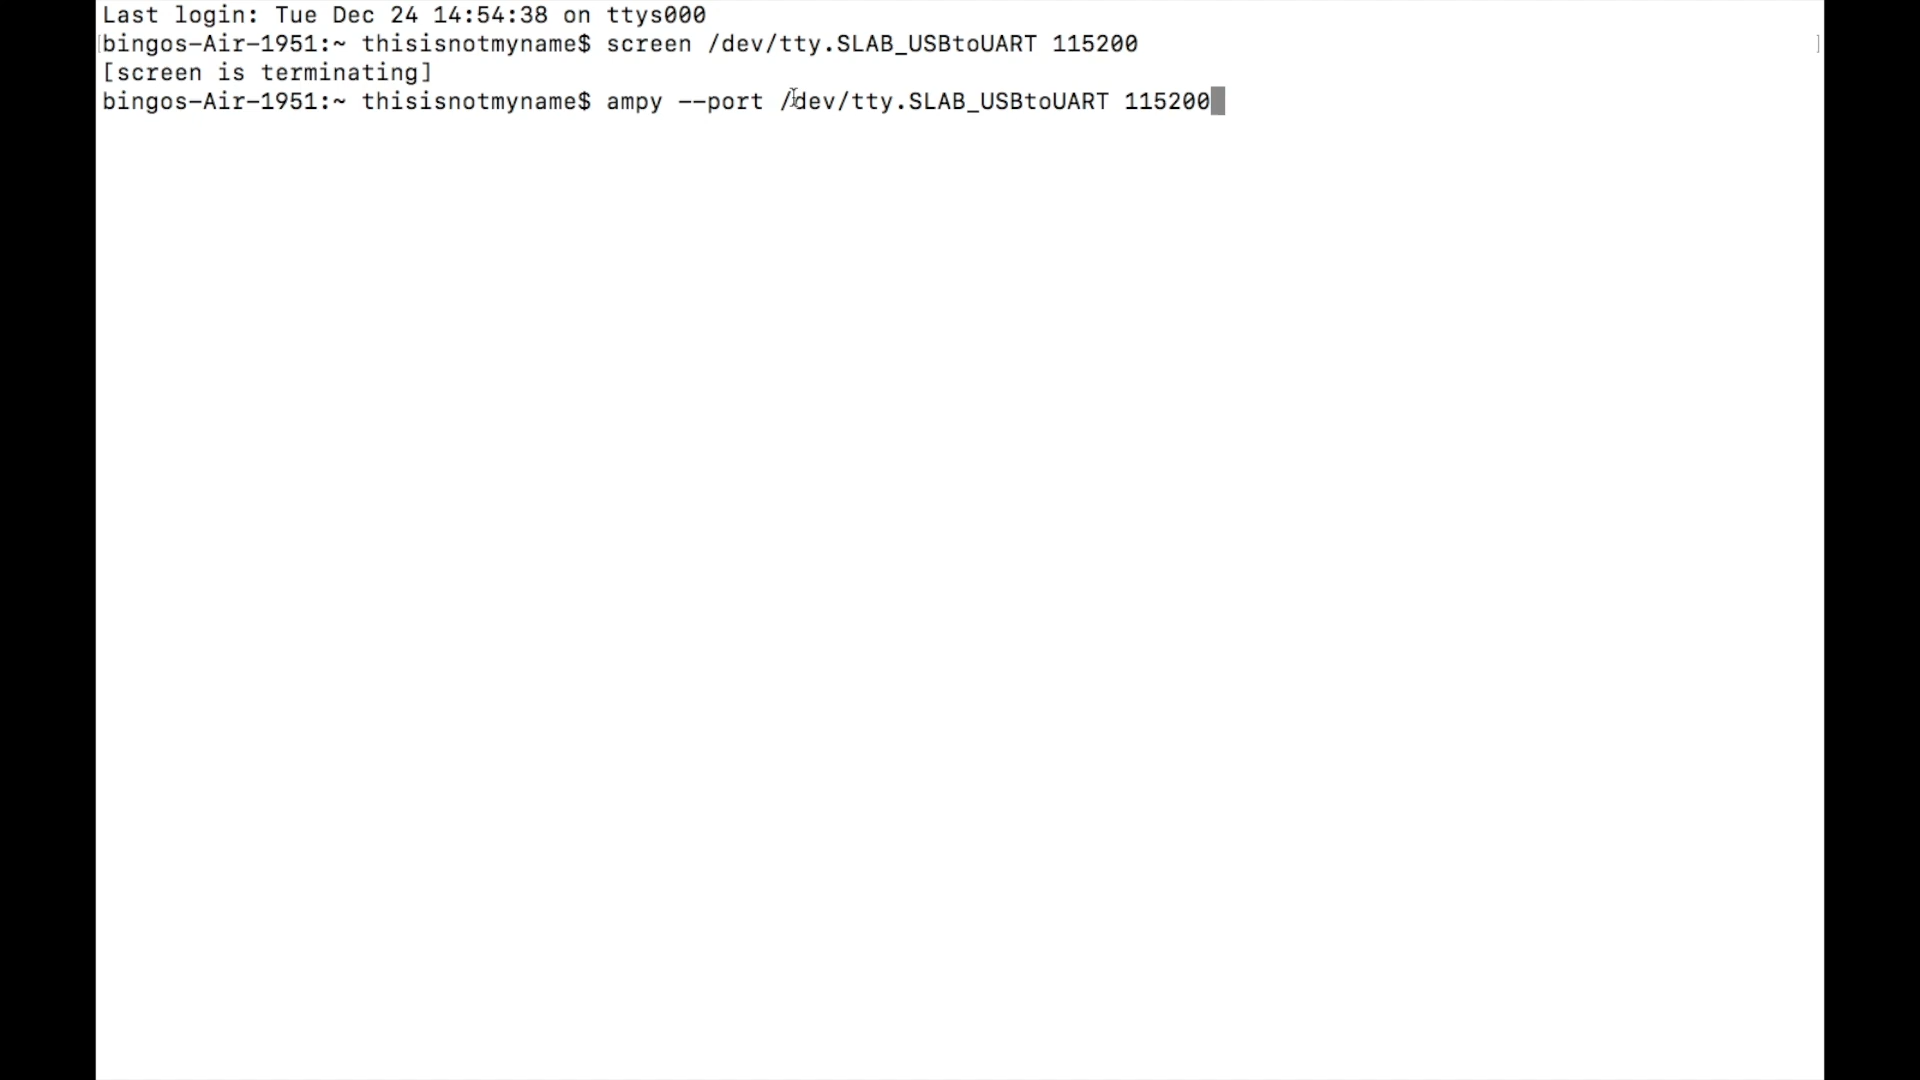 Last login: Tue Dec 24 14:54:38 on ttys000
[bingos-Air-1951:~ thisisnotmyname$ screen /dev/tty.SLAB_USBtoUART 115200 ]
[screen is terminating]
bingos-Air-1951:~ thisisnotmyname$ ampy --port /dev/tty.SLAB_USBtoUART 115200